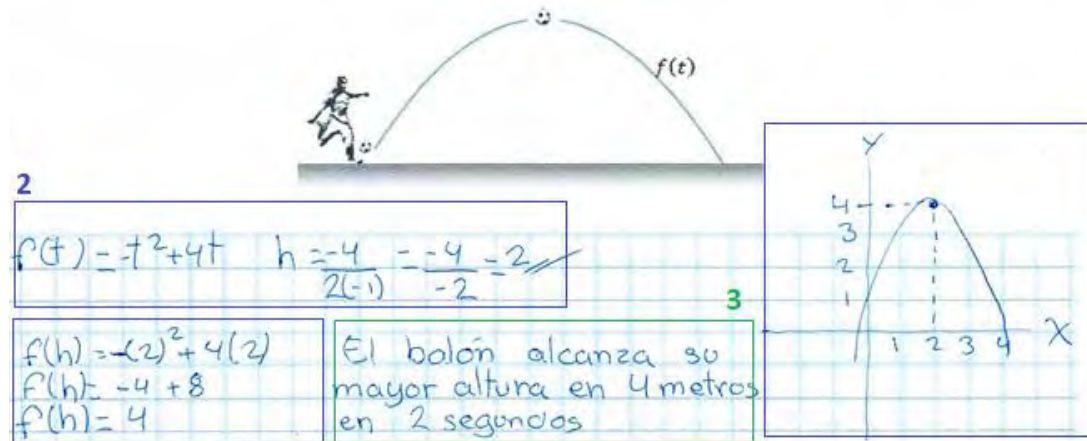 f(t)
2
f(t) = -t²+4t h = -4/2(-1) = -4/-2 = 2
3
f(h) = -(2)²+4(2)
f(h) = -4+8
f(h) = 4
El balón alcanza su
mayor altura en 4 metros
en 2 segundos
Y
4
3
2
1
1 2 3 4 X